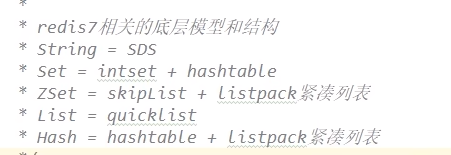 *
* redis7相关的底层模型和结构
* String = SDS
* Set = intset + hashtable
* ZSet = skipList + listpack紧凑列表
* List = quicklist
* Hash = hashtable + listpack紧凑列表
*/